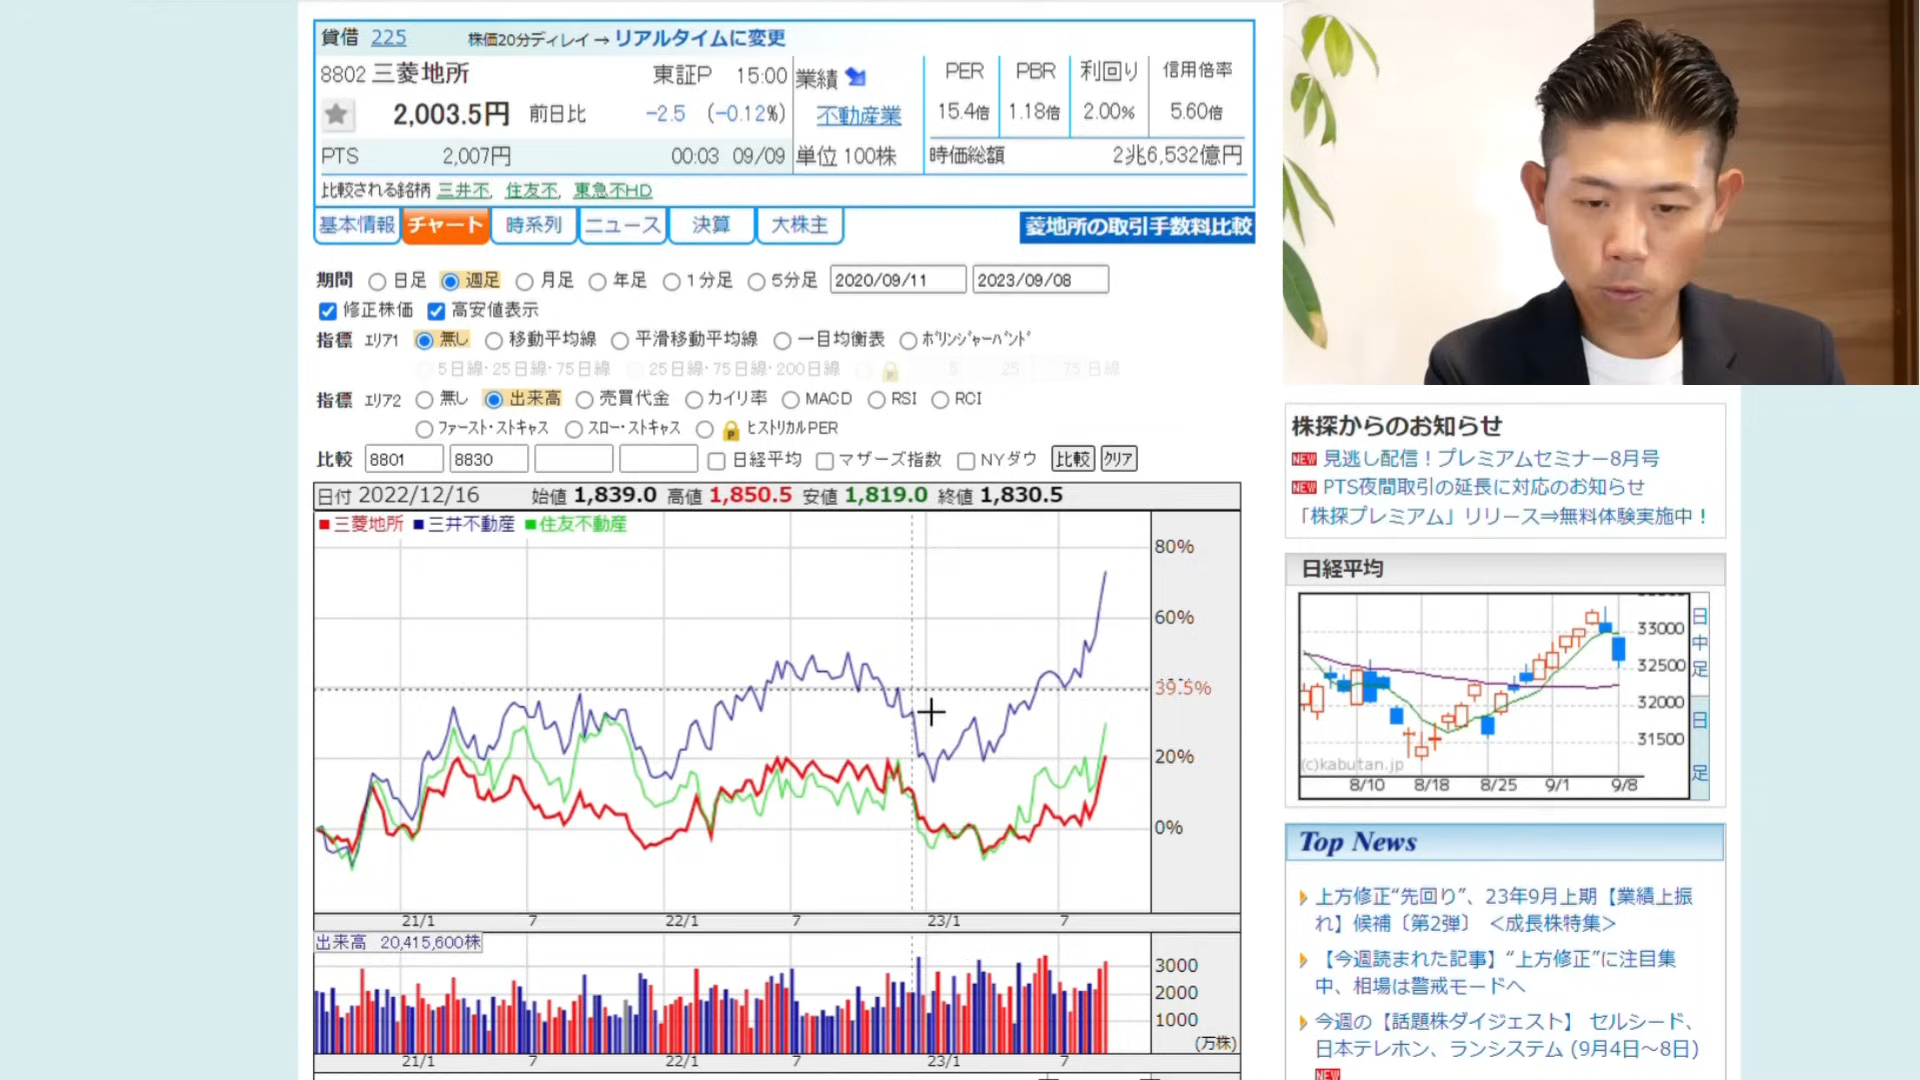 貸借 225 株価20分ディレイ → リアルタイムに変更
8802 三菱地所 東証P 15:00 業績
2,003.5円 前日比 -2.5 (-0.12%) 不動産業
PTS 2,007円 00:03 09/09 単位 100株
PER PBR 利回り 信用倍率
15.4倍 1.18倍 2.00% 5.60倍
時価総額 2兆6,532億円
比較される銘柄 三井不, 住友不, 東急不HD
基本情報 チャート 時系列 ニュース 決算 大株主
菱地所の取引手数料比較
期間 日足 週足 月足 年足 1分足 5分足 2020/09/11 2023/09/08
修正株価 高安値表示
指標 エリア1 無し 移動平均線 平滑移動平均線 一目均衡表 ボリンジャーバンド
5日線・25日線・75日線 25日線・75日線・200日線 5 25 75 日線
指標 エリア2 無し 出来高 売買代金 カイリ率 MACD RSI RCI
ファースト・ストキャス スロー・ストキャス ヒストリカルPER
比較 8801 8830 日経平均 マザーズ指数 NYダウ 比較 クリア
日付 2022/12/16 始値 1,839.0 高値 1,850.5 安値 1,819.0 終値 1,830.5
三菱地所 三井不動産 住友不動産
80%
60%
39.5%
20%
0%
21/1 7 22/1 7 23/1 7
出来高 20,415,600株
3000
2000
1000
(万株)
21/1 7 22/1 7 23/1 7
株探からのお知らせ
NEW 見逃し配信！プレミアムセミナー8月号
NEW PTS夜間取引の延長に対応のお知らせ
「株探プレミアム」リリース⇒無料体験実施中！
日経平均
33000
32500
32000
31500
(c)kabutan.jp
8/10 8/18 8/25 9/1 9/8
日
中
足
日
足
Top News
上方修正“先回り”、23年9月上期【業績上振
れ】候補〔第2弾〕 ＜成長株特集＞
【今週読まれた記事】“上方修正”に注目集
中、相場は警戒モードへ
今週の【話題株ダイジェスト】 セルシード、
日本テレホン、ランシステム (9月4日～8日)
NEW